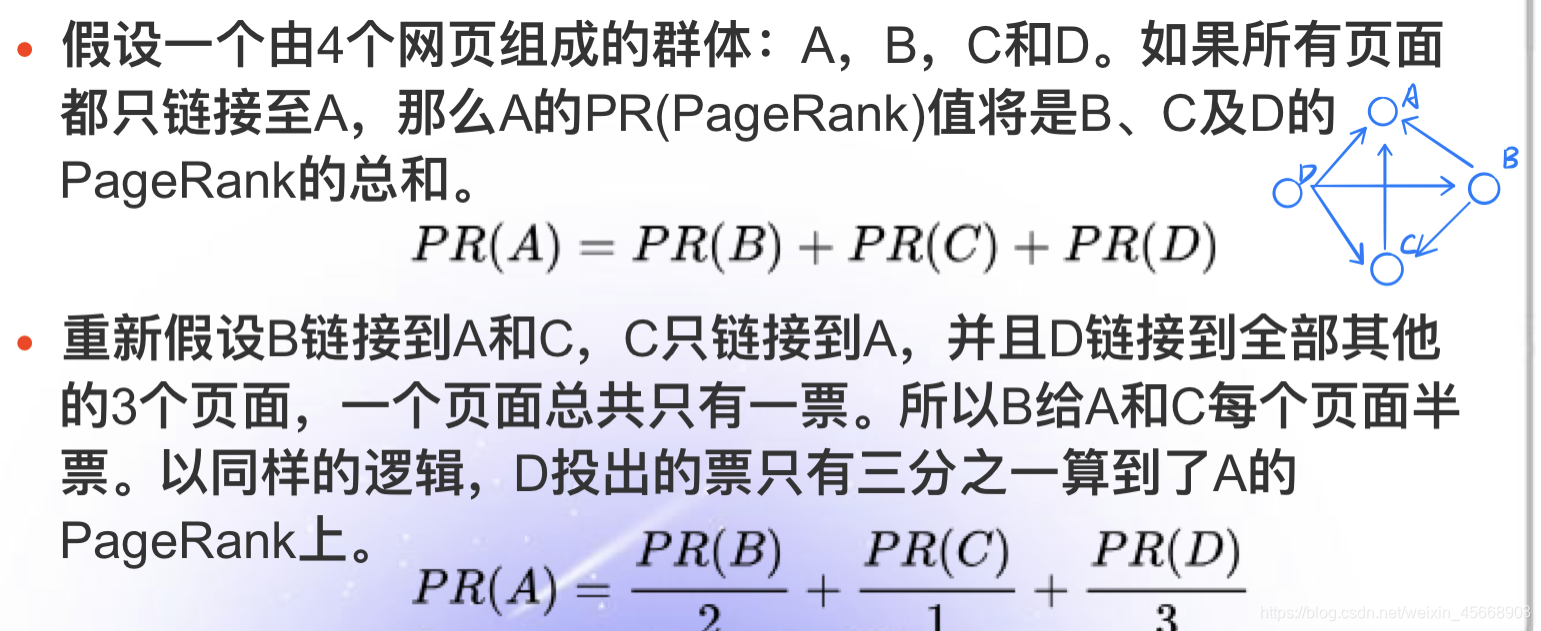 假设一个由4个网页组成的群体：A，B，C和D。如果所有页面
都只链接至A，那么A的PR(PageRank)值将是B、C及D的
PageRank的总和。
A
B
D
C
PR(A) = PR(B) + PR(C) + PR(D)
重新假设B链接到A和C，C只链接到A，并且D链接到全部其他
的3个页面，一个页面总共只有一票。所以B给A和C每个页面半
票。以同样的逻辑，D投出的票只有三分之一算到了A的
PageRank上。
PR(A) = PR(B)/2 + PR(C)/1 + PR(D)/3
https://blog.csdn.net/weixin_45668903